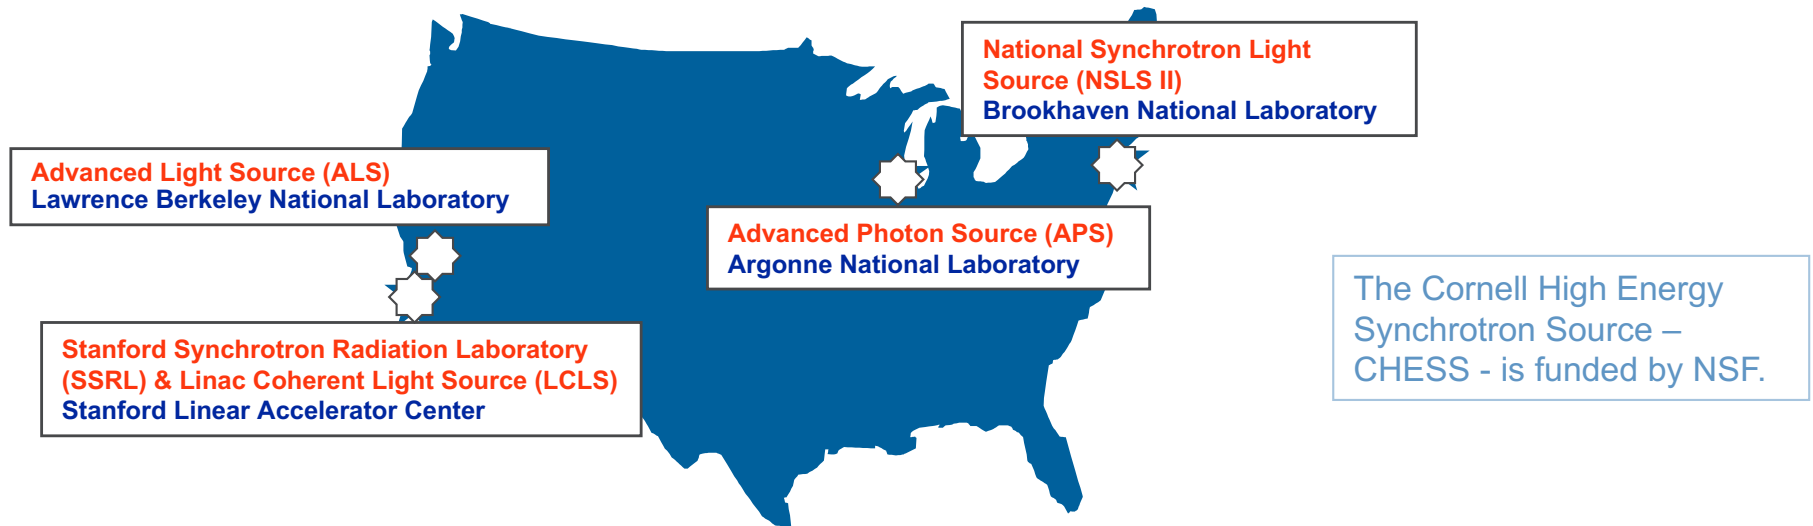 National Synchrotron Light
Source (NSLS II)
Brookhaven National Laboratory
Advanced Light Source (ALS)
Lawrence Berkeley National Laboratory
Advanced Photon Source (APS)
Argonne National Laboratory
The Cornell High Energy
Synchrotron Source –
CHESS - is funded by NSF.
Stanford Synchrotron Radiation Laboratory
(SSRL) & Linac Coherent Light Source (LCLS)
Stanford Linear Accelerator Center